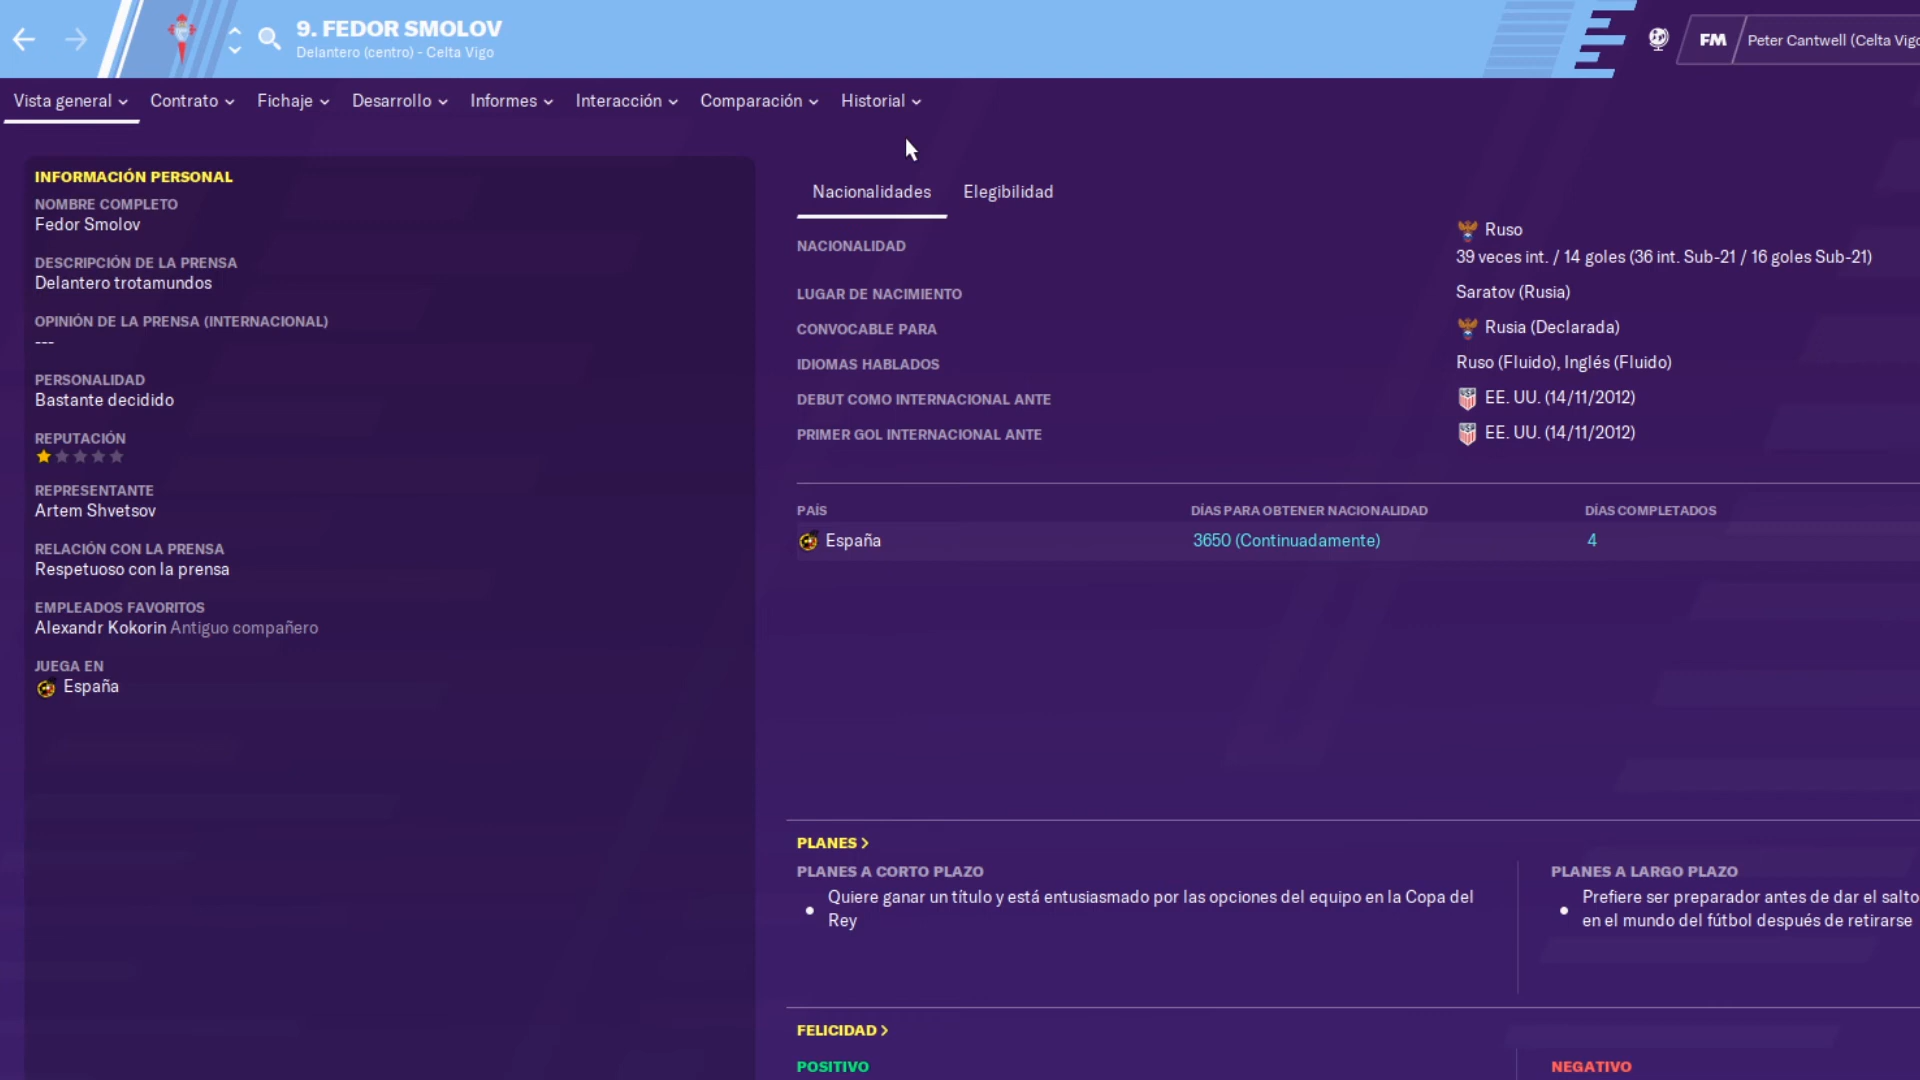 9. FEDOR SMOLOV
Delantero (centro) - Celta Vigo
FM
Peter Cantwell (Celta Vigo
Vista general
Contrato
Fichaje
Desarrollo
Informes
Interacción
Comparación
Historial
INFORMACIÓN PERSONAL
NOMBRE COMPLETO
Fedor Smolov
DESCRIPCIÓN DE LA PRENSA
Delantero trotamundos
OPINIÓN DE LA PRENSA (INTERNACIONAL)
---
PERSONALIDAD
Bastante decidido
REPUTACIÓN
REPRESENTANTE
Artem Shvetsov
RELACIÓN CON LA PRENSA
Respetuoso con la prensa
EMPLEADOS FAVORITOS
Alexandr Kokorin Antiguo compañero
JUEGA EN
España
Nacionalidades
Elegibilidad
NACIONALIDAD
Ruso
39 veces int. / 14 goles (36 int. Sub-21 / 16 goles Sub-21)
LUGAR DE NACIMIENTO
Saratov (Rusia)
CONVOCABLE PARA
Rusia (Declarada)
IDIOMAS HABLADOS
Ruso (Fluido), Inglés (Fluido)
DEBUT COMO INTERNACIONAL ANTE
EE. UU. (14/11/2012)
PRIMER GOL INTERNACIONAL ANTE
EE. UU. (14/11/2012)
PAÍS
DÍAS PARA OBTENER NACIONALIDAD
DÍAS COMPLETADOS
España
3650 (Continuadamente)
4
PLANES >
PLANES A CORTO PLAZO
Quiere ganar un título y está entusiasmado por las opciones del equipo en la Copa del
Rey
PLANES A LARGO PLAZO
Prefiere ser preparador antes de dar el salto
en el mundo del fútbol después de retirarse
FELICIDAD >
POSITIVO
NEGATIVO